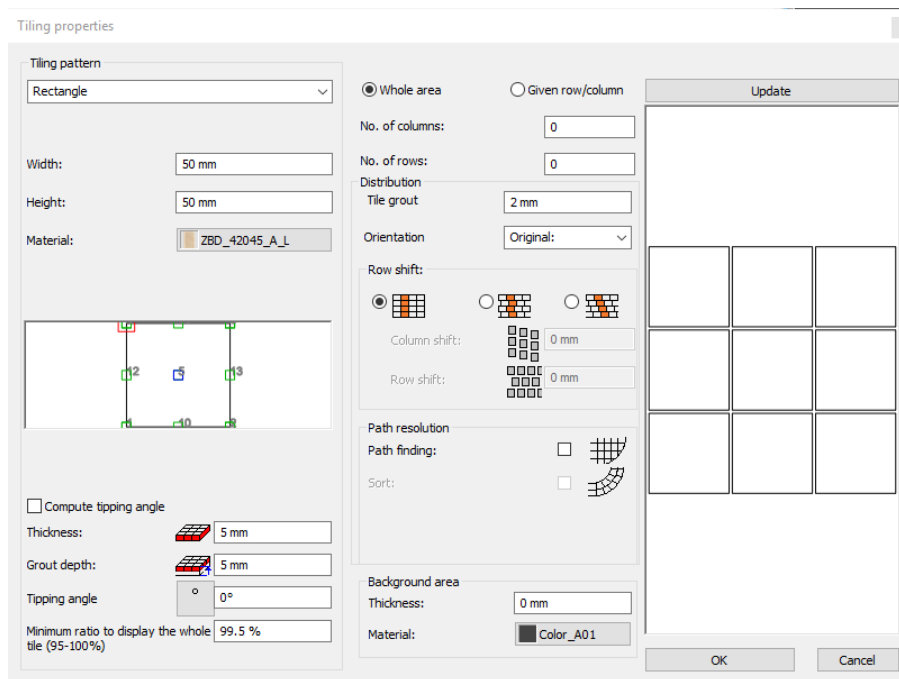 Tiling properties
Tiling pattern
Rectangle
Width:
50 mm
Height:
50 mm
Material:
ZBD_42045_A_L
12
5
13
1
10
Compute tipping angle
Thickness:
5 mm
Grout depth:
5 mm
Tipping angle
°
0°
Minimum ratio to display the whole
tile (95-100%)
99.5 %
Whole area
Given row/column
No. of columns:
0
No. of rows:
0
Distribution
Tile grout
2 mm
Orientation
Original:
Row shift:
Column shift:
0 mm
Row shift:
0 mm
Path resolution
Path finding:
Sort:
Background area
Thickness:
0 mm
Material:
Color_A01
Update
OK
Cancel